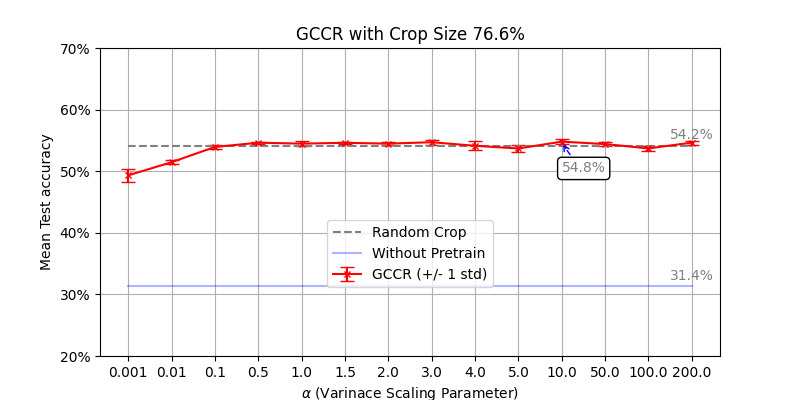 GCCR with Crop Size 76.6%
70%
60%
50%
40%
30%
20%
Mean Test accuracy
54.2%
54.8%
31.4%
Random Crop
Without Pretrain
GCCR (+/- 1 std)
0.001 0.01 0.1 0.5 1.0 1.5 2.0 3.0 4.0 5.0 10.0 50.0 100.0 200.0
α (Varinace Scaling Parameter)